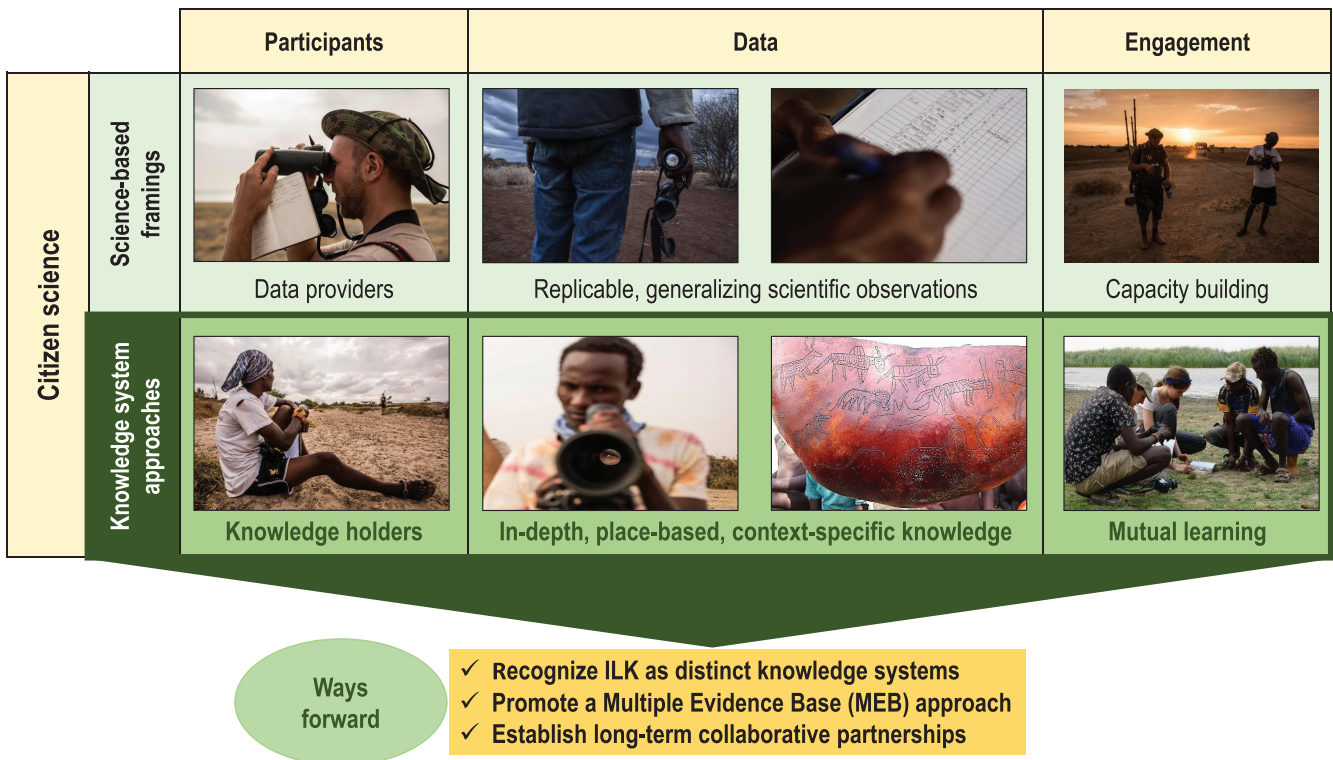 Participants
Data
Engagement
Citizen science
Science-based
framings
Data providers
Replicable, generalizing scientific observations
Capacity building
Knowledge system
approaches
Knowledge holders
In-depth, place-based, context-specific knowledge
Mutual learning
Ways
forward
✓ Recognize ILK as distinct knowledge systems
✓ Promote a Multiple Evidence Base (MEB) approach
✓ Establish long-term collaborative partnerships